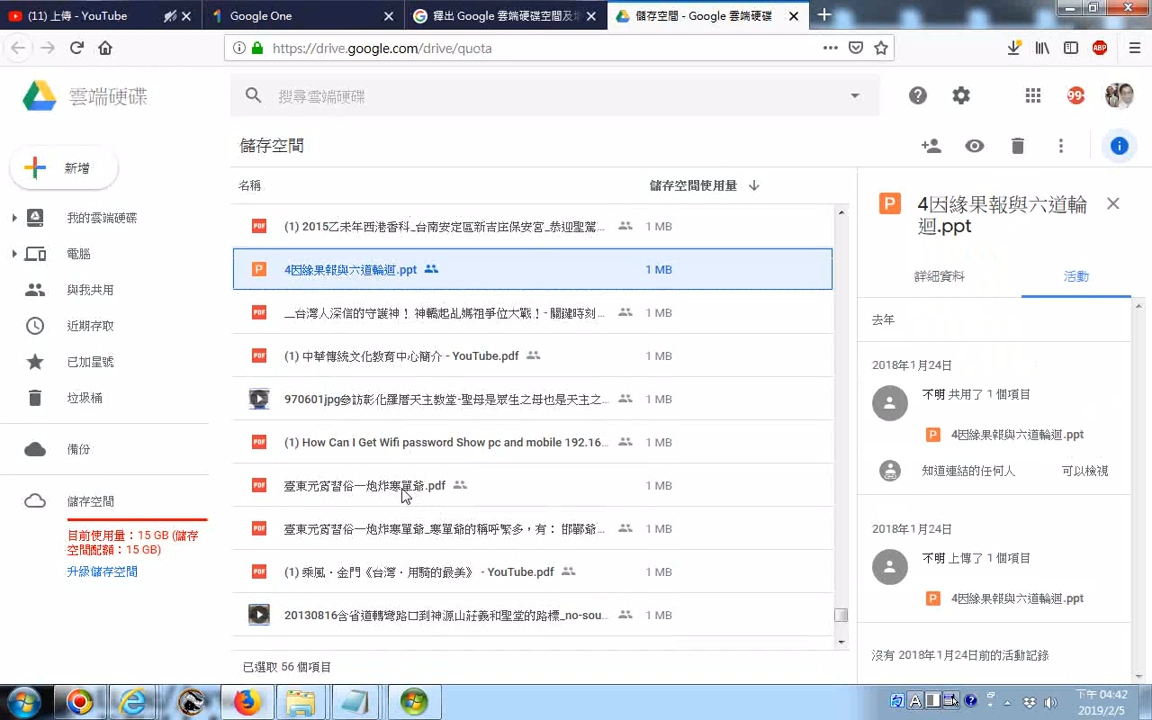 (11) 上傳 - YouTube
Google One
釋出 Google 雲端硬碟空間及增
儲存空間 - Google 雲端硬碟
https://drive.google.com/drive/quota
ABP
雲端硬碟
搜尋雲端硬碟
99+
新增
我的雲端硬碟
電腦
與我共用
近期存取
已加星號
垃圾桶
備份
儲存空間
目前使用量：15 GB (儲存
空間配額：15 GB)
升級儲存空間
儲存空間
名稱
儲存空間使用量
PDF (1) 2015乙未年西港香科_台南安定區新吉庄保安宮_恭迎聖駕... 1 MB
P 4因緣果報與六道輪迴.ppt 1 MB
PDF __台灣人深信的守護神！ 神轎起乩媽祖爭位大戰！- 關鍵時刻... 1 MB
PDF (1) 中華傳統文化教育中心簡介 - YouTube.pdf 1 MB
970601jpg參訪彰化羅厝天主教堂-聖母是眾生之母也是天主之... 1 MB
PDF (1) How Can I Get Wifi password Show pc and mobile 192.16... 1 MB
PDF 臺東元宵習俗一炮炸寒單爺.pdf 1 MB
PDF 臺東元宵習俗一炮炸寒單爺_寒單爺的稱呼繁多，有： 邯鄲爺... 1 MB
PDF (1) 乘風・金門《台灣・用騎的最美》 - YouTube.pdf 1 MB
20130816含省道轉彎路口到神源山莊義和聖堂的路標_no-sou... 1 MB
已選取 56 個項目
P 4因緣果報與六道輪
迴.ppt
詳細資料
活動
去年
2018年1月24日
不明 共用了 1 個項目
P 4因緣果報與六道輪迴.ppt
知道連結的任何人 可以檢視
2018年1月24日
不明 上傳了 1 個項目
P 4因緣果報與六道輪迴.ppt
沒有 2018年1月24日前的活動記錄
A
下午 04:42
2019/2/5